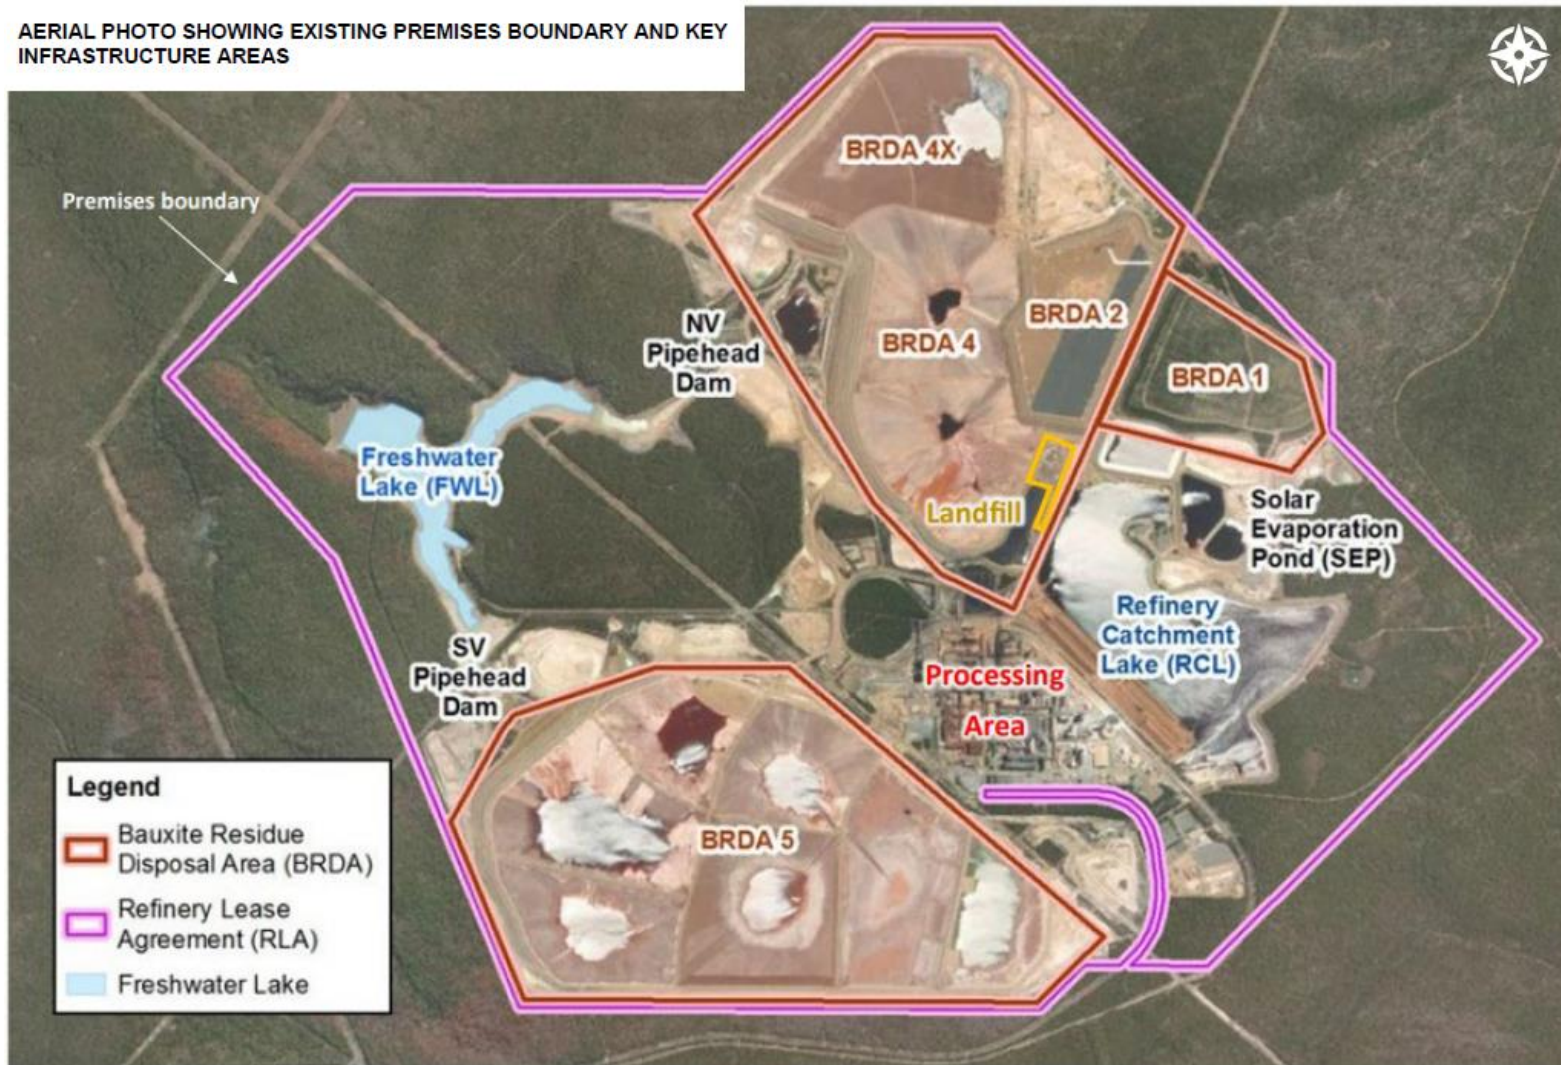 AERIAL PHOTO SHOWING EXISTING PREMISES BOUNDARY AND KEY
INFRASTRUCTURE AREAS
BRDA 4X
Premises boundary
BRDA 2
NV
Pipehead
Dam
BRDA 4
BRDA 1
Freshwater
Lake (FWL)
Landfill
Solar
Evaporation
Pond (SEP)
Refinery
Catchment
Lake (RCL)
SV
Pipehead
Dam
Processing
Area
BRDA 5
Legend
Bauxite Residue
Disposal Area (BRDA)
Refinery Lease
Agreement (RLA)
Freshwater Lake